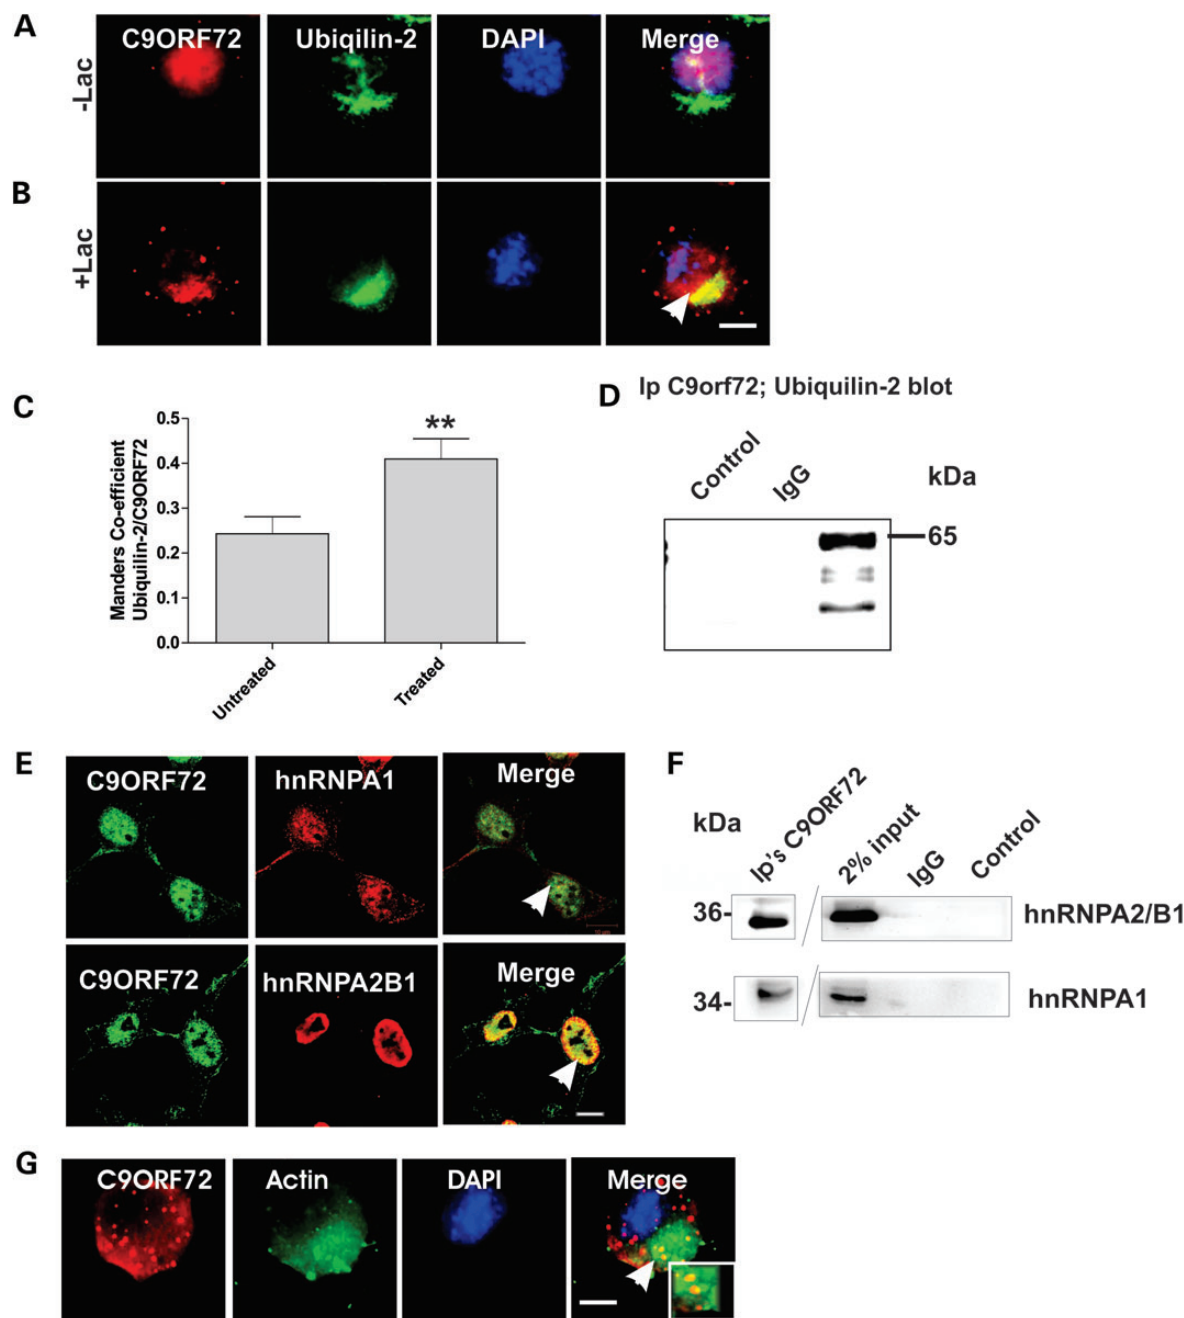 A
C9ORF72
Ubiqilin-2
DAPI
Merge
-Lac
B
+Lac
C
Manders Co-efficient
Ubiquilin-2/C9ORF72
0.5
0.4
0.3
0.2
0.1
0.0
**
Untreated
Treated
D
Ip C9orf72; Ubiquilin-2 blot
Control
IgG
kDa
65
E
C9ORF72
hnRNPA1
Merge
C9ORF72
hnRNPA2B1
Merge
F
kDa
Ip's C9ORF72
2% input
IgG
Control
36-
hnRNPA2/B1
34-
hnRNPA1
G
C9ORF72
Actin
DAPI
Merge